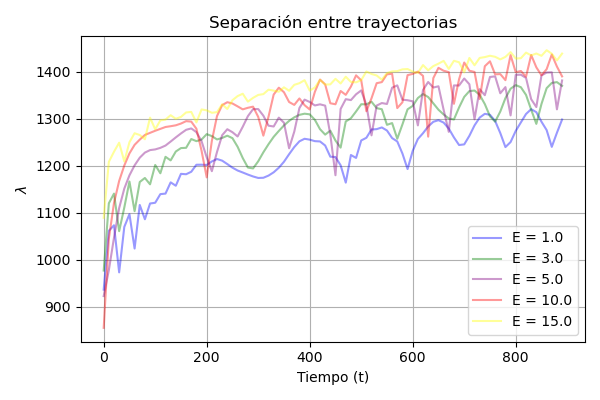 Separación entre trayectorias
1400
1300
1200
1100
1000
900
λ
0 200 400 600 800
Tiempo (t)
E = 1.0
E = 3.0
E = 5.0
E = 10.0
E = 15.0